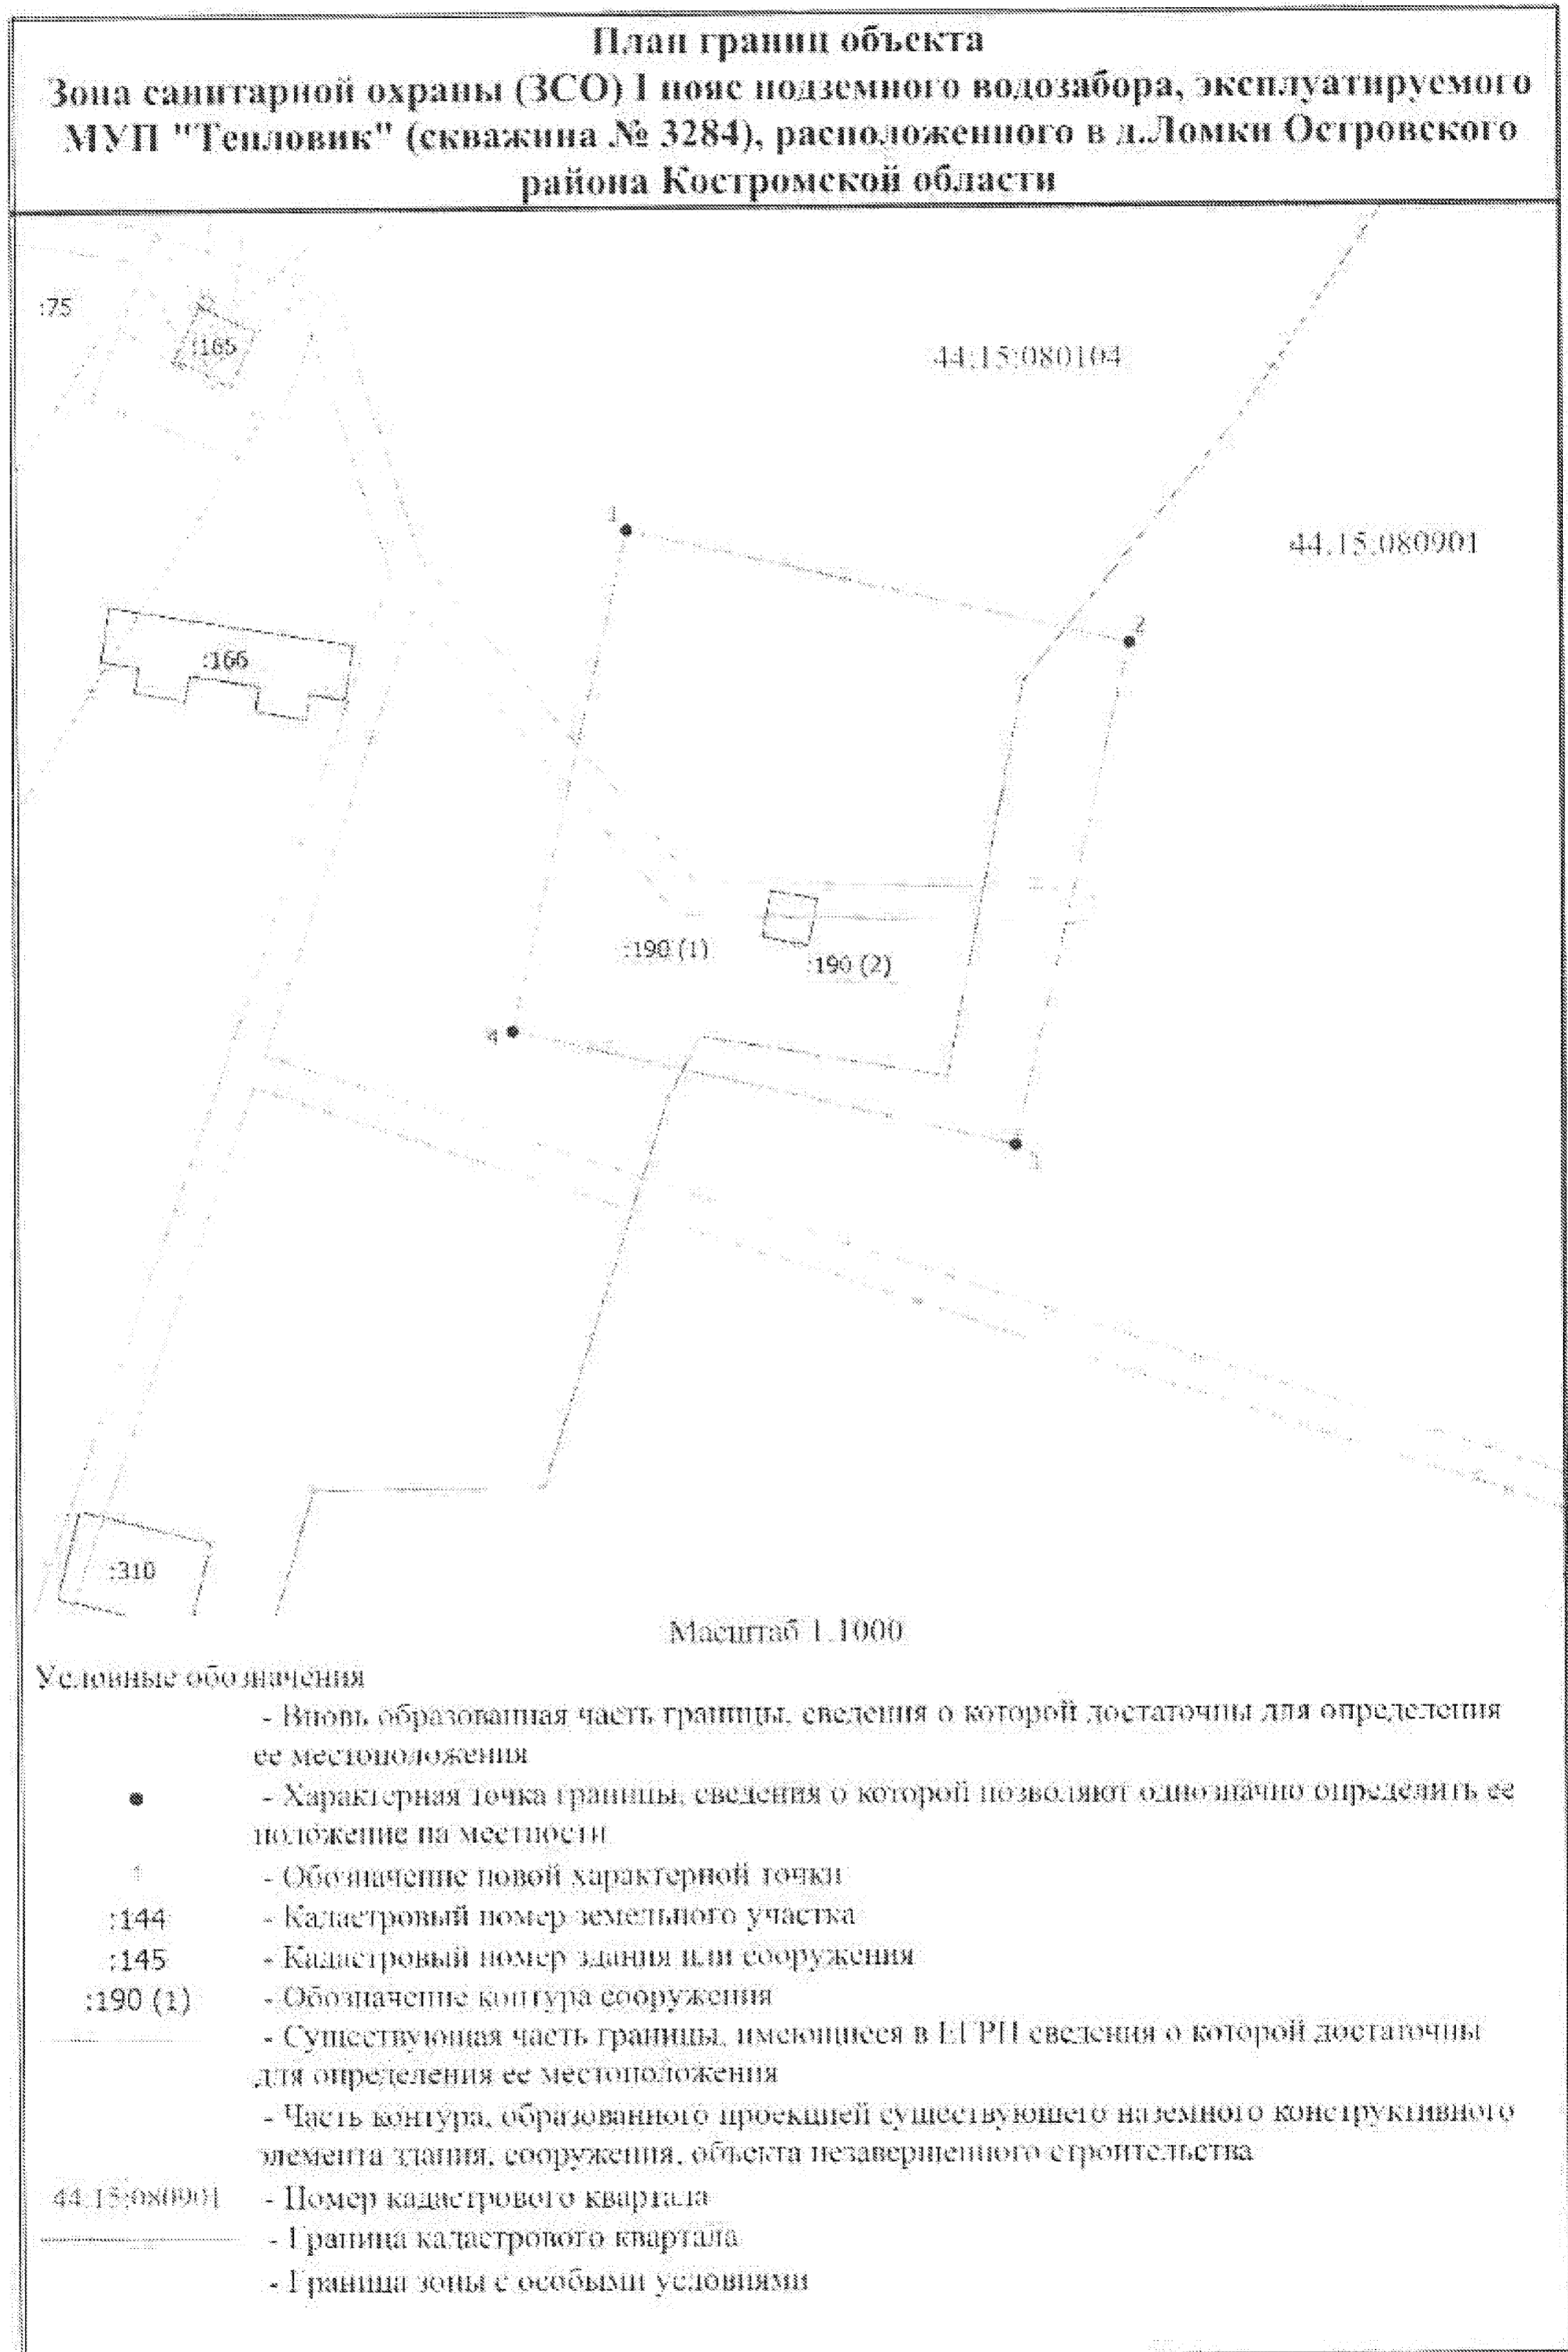 План границ объекта
Зона санитарной охраны (ЗСО) I пояс подземного водозабора, эксплуатируемого
МУП "Тепловик" (скважина № 3284), расположенного в д.Ломки Островского
района Костромской области
:75
:165
44:15:080104
44:15:080901
1
2
:166
:190 (1)
:190 (2)
4
3
:310
Масштаб 1:1000
Условные обозначения
- Вновь образованная часть границы, сведения о которой достаточны для определения
ее местоположения
- Характерная точка границы, сведения о которой позволяют однозначно определить ее
положение на местности
1 - Обозначение новой характерной точки
:144 - Кадастровый номер земельного участка
:145 - Кадастровый номер здания или сооружения
:190 (1) - Обозначение контура сооружения
- Существующая часть границы, имеющиеся в ЕГРН сведения о которой достаточны
для определения ее местоположения
- Часть контура, образованного проекцией существующего наземного конструктивного
элемента здания, сооружения, объекта незавершенного строительства
44:15:080901 - Номер кадастрового квартала
- Граница кадастрового квартала
- Граница зоны с особыми условиями